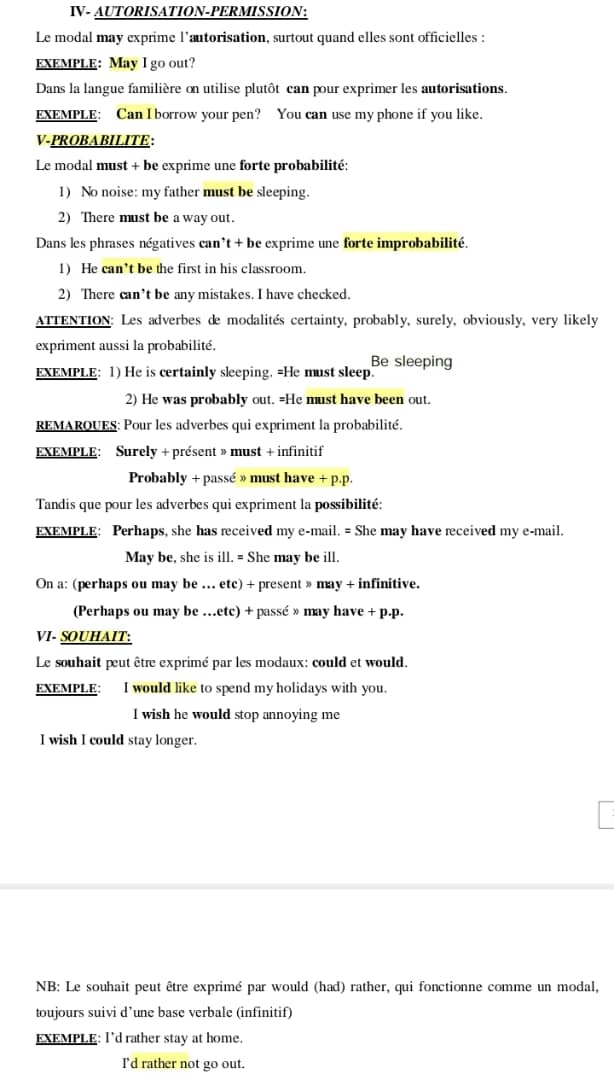 IV- AUTORISATION-PERMISSION:
Le modal may exprime l'autorisation, surtout quand elles sont officielles :
EXEMPLE: May I go out?
Dans la langue familière on utilise plutôt can pour exprimer les autorisations.
EXEMPLE: Can I borrow your pen? You can use my phone if you like.
V-PROBABILITE:
Le modal must + be exprime une forte probabilité:
1) No noise: my father must be sleeping.
2) There must be a way out.
Dans les phrases négatives can't + be exprime une forte improbabilité.
1) He can't be the first in his classroom.
2) There can't be any mistakes. I have checked.
ATTENTION: Les adverbes de modalités certainty, probably, surely, obviously, very likely
expriment aussi la probabilité.
Be sleeping
EXEMPLE: 1) He is certainly sleeping. =He must sleep.
2) He was probably out. =He must have been out.
REMARQUES: Pour les adverbes qui expriment la probabilité.
EXEMPLE: Surely + présent » must + infinitif
Probably + passé » must have + p.p.
Tandis que pour les adverbes qui expriment la possibilité:
EXEMPLE: Perhaps, she has received my e-mail. = She may have received my e-mail.
May be, she is ill. = She may be ill.
On a: (perhaps ou may be … etc) + present » may + infinitive.
(Perhaps ou may be …etc) + passé » may have + p.p.
VI- SOUHAIT:
Le souhait peut être exprimé par les modaux: could et would.
EXEMPLE: I would like to spend my holidays with you.
I wish he would stop annoying me
I wish I could stay longer.
NB: Le souhait peut être exprimé par would (had) rather, qui fonctionne comme un modal,
toujours suivi d'une base verbale (infinitif)
EXEMPLE: I'd rather stay at home.
I'd rather not go out.